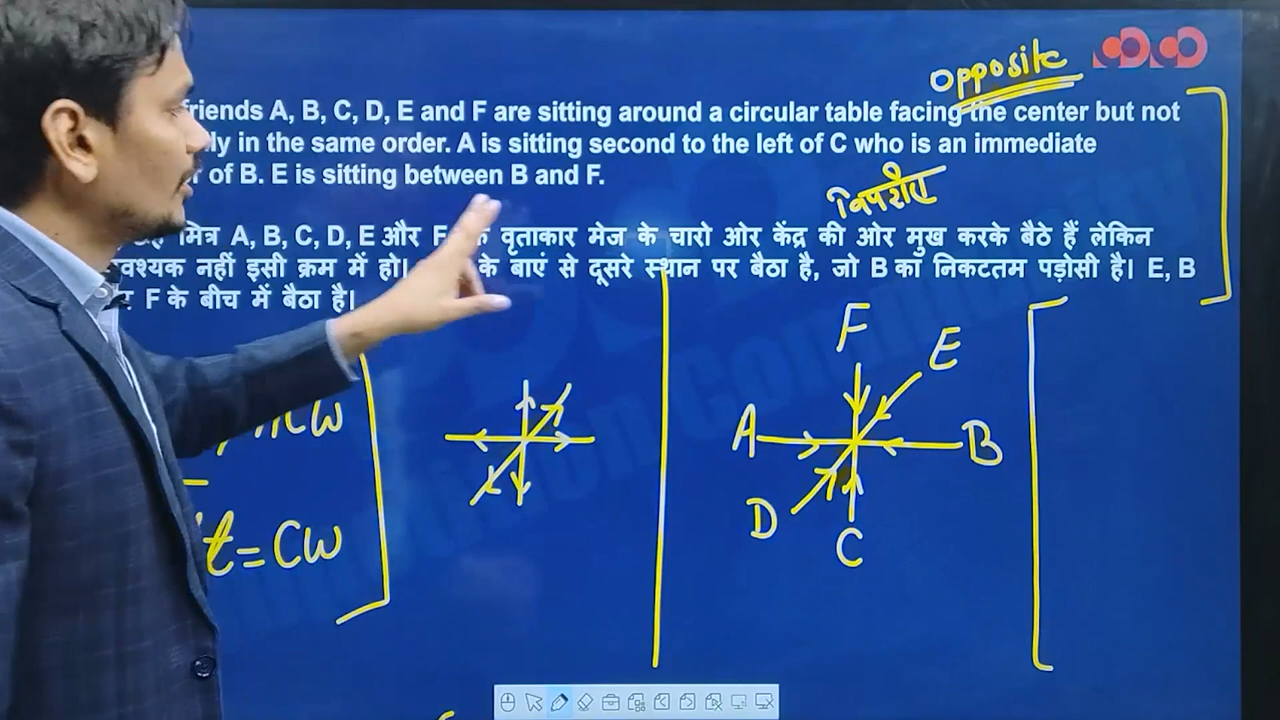 Opposite
friends A, B, C, D, E and F are sitting around a circular table facing the center but not
ly in the same order. A is sitting second to the left of C who is an immediate
r of B. E is sitting between B and F.
विपरीत
मित्र A, B, C, D, E और F वृताकार मेज के चारो ओर केंद्र की ओर मुख करके बैठे हैं लेकिन
वश्यक नहीं इसी क्रम में हो। के बाएं से दूसरे स्थान पर बैठा है, जो B का निकटतम पड़ोसी है। E, B
F के बीच में बैठा है।
F
E
A
B
D
C
CW
t = CW